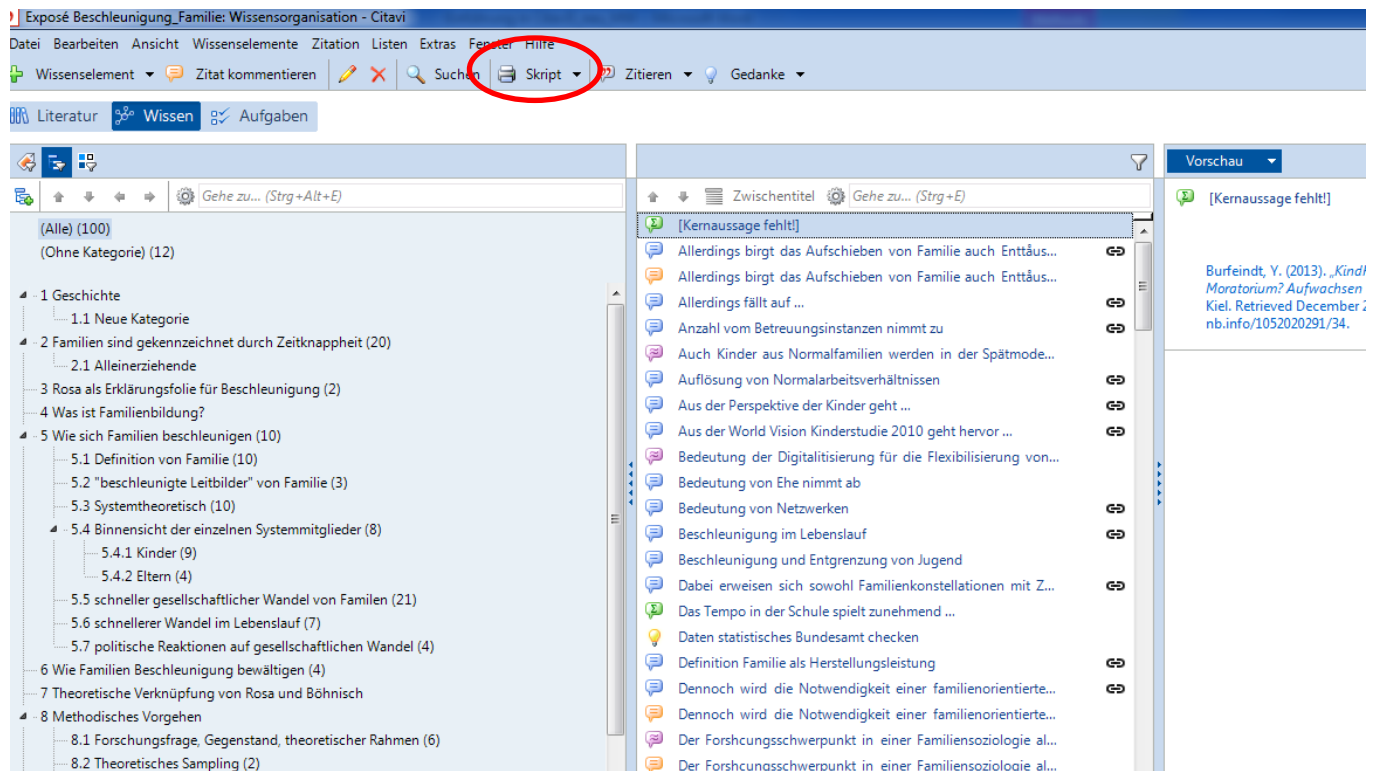 Exposé Beschleunigung_Familie: Wissensorganisation - Citavi
Datei Bearbeiten Ansicht Wissenselemente Zitation Listen Extras Fenster Hilfe
Wissenselement Zitat kommentieren Suchen Skript Zitieren Gedanke
Literatur Wissen Aufgaben
Gehe zu... (Strg+Alt+E)
(Alle) (100)
(Ohne Kategorie) (12)
1 Geschichte
1.1 Neue Kategorie
2 Familien sind gekennzeichnet durch Zeitknappheit (20)
2.1 Alleinerziehende
3 Rosa als Erklärungsfolie für Beschleunigung (2)
4 Was ist Familienbildung?
5 Wie sich Familien beschleunigen (10)
5.1 Definition von Familie (10)
5.2 "beschleunigte Leitbilder" von Familie (3)
5.3 Systemtheoretisch (10)
5.4 Binnensicht der einzelnen Systemmitglieder (8)
5.4.1 Kinder (9)
5.4.2 Eltern (4)
5.5 schneller gesellschaftlicher Wandel von Familen (21)
5.6 schnellerer Wandel im Lebenslauf (7)
5.7 politische Reaktionen auf gesellschaftlichen Wandel (4)
6 Wie Familien Beschleunigung bewältigen (4)
7 Theoretische Verknüpfung von Rosa und Böhnisch
8 Methodisches Vorgehen
8.1 Forschungsfrage, Gegenstand, theoretischer Rahmen (6)
8.2 Theoretisches Sampling (2)
Zwischentitel Gehe zu... (Strg+E)
[Kernaussage fehlt!]
Allerdings birgt das Aufschieben von Familie auch Enttåus...
Allerdings birgt das Aufschieben von Familie auch Enttåus...
Allerdings fällt auf ...
Anzahl vom Betreuungsinstanzen nimmt zu
Auch Kinder aus Normalfamilien werden in der Spätmode...
Auflösung von Normalarbeitsverhältnissen
Aus der Perspektive der Kinder geht ...
Aus der World Vision Kinderstudie 2010 geht hervor ...
Bedeutung der Digitalitisierung für die Flexibilisierung von...
Bedeutung von Ehe nimmt ab
Bedeutung von Netzwerken
Beschleunigung im Lebenslauf
Beschleunigung und Entgrenzung von Jugend
Dabei erweisen sich sowohl Familienkonstellationen mit Z...
Das Tempo in der Schule spielt zunehmend ...
Daten statistisches Bundesamt checken
Definition Familie als Herstellungsleistung
Dennoch wird die Notwendigkeit einer familienorientierte...
Dennoch wird die Notwendigkeit einer familienorientierte...
Der Forshcungsschwerpunkt in einer Familiensoziologie al...
Der Forshcungsschwerpunkt in einer Familiensoziologie al...
Vorschau
[Kernaussage fehlt!]
Burfeindt, Y. (2013). „Kind
Moratorium? Aufwachsen
Kiel. Retrieved December
nb.info/1052020291/34.